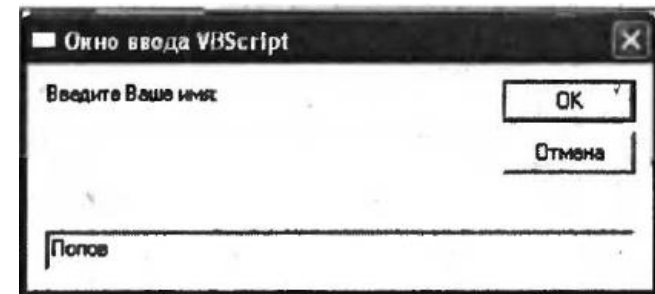 Окно ввода VBScript
Введите Ваше имя:
OK
Отмена
Попов